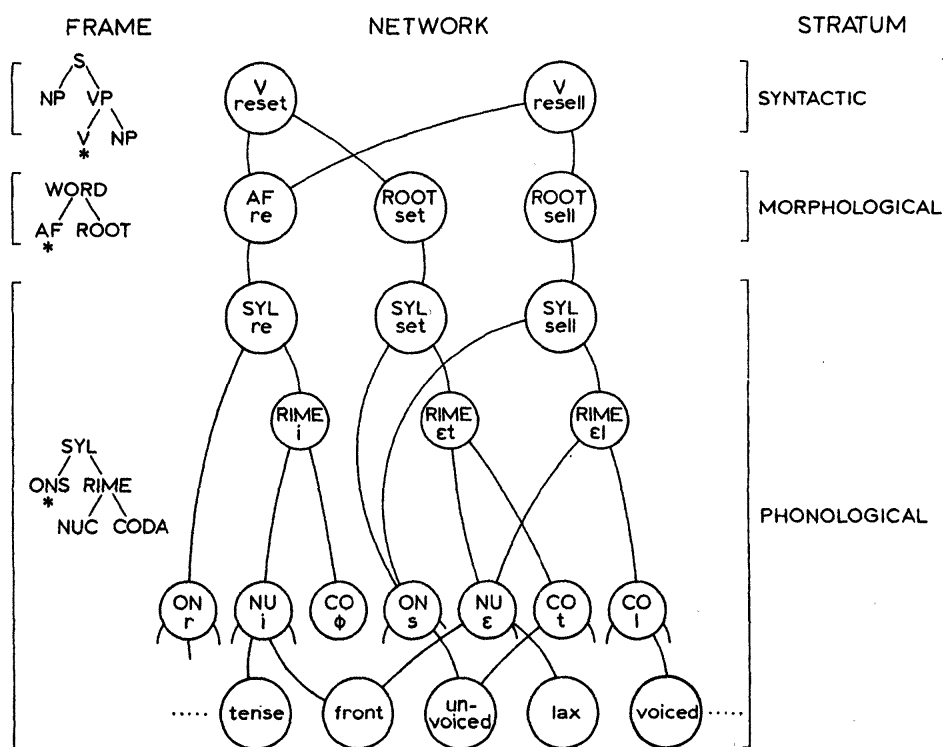 FRAME NETWORK STRATUM
S
NP VP
V NP
*
V
reset
V
resell
SYNTACTIC
WORD
AF ROOT
*
AF
re
ROOT
set
ROOT
sell
MORPHOLOGICAL
SYL
re
SYL
set
SYL
sell
RIME
i
RIME
εt
RIME
εl
SYL
ONS RIME
*
NUC CODA
PHONOLOGICAL
ON
r
NU
i
CO
ϕ
ON
s
NU
ε
CO
t
CO
l
..... tense
front
un-
voiced
lax
voiced .....